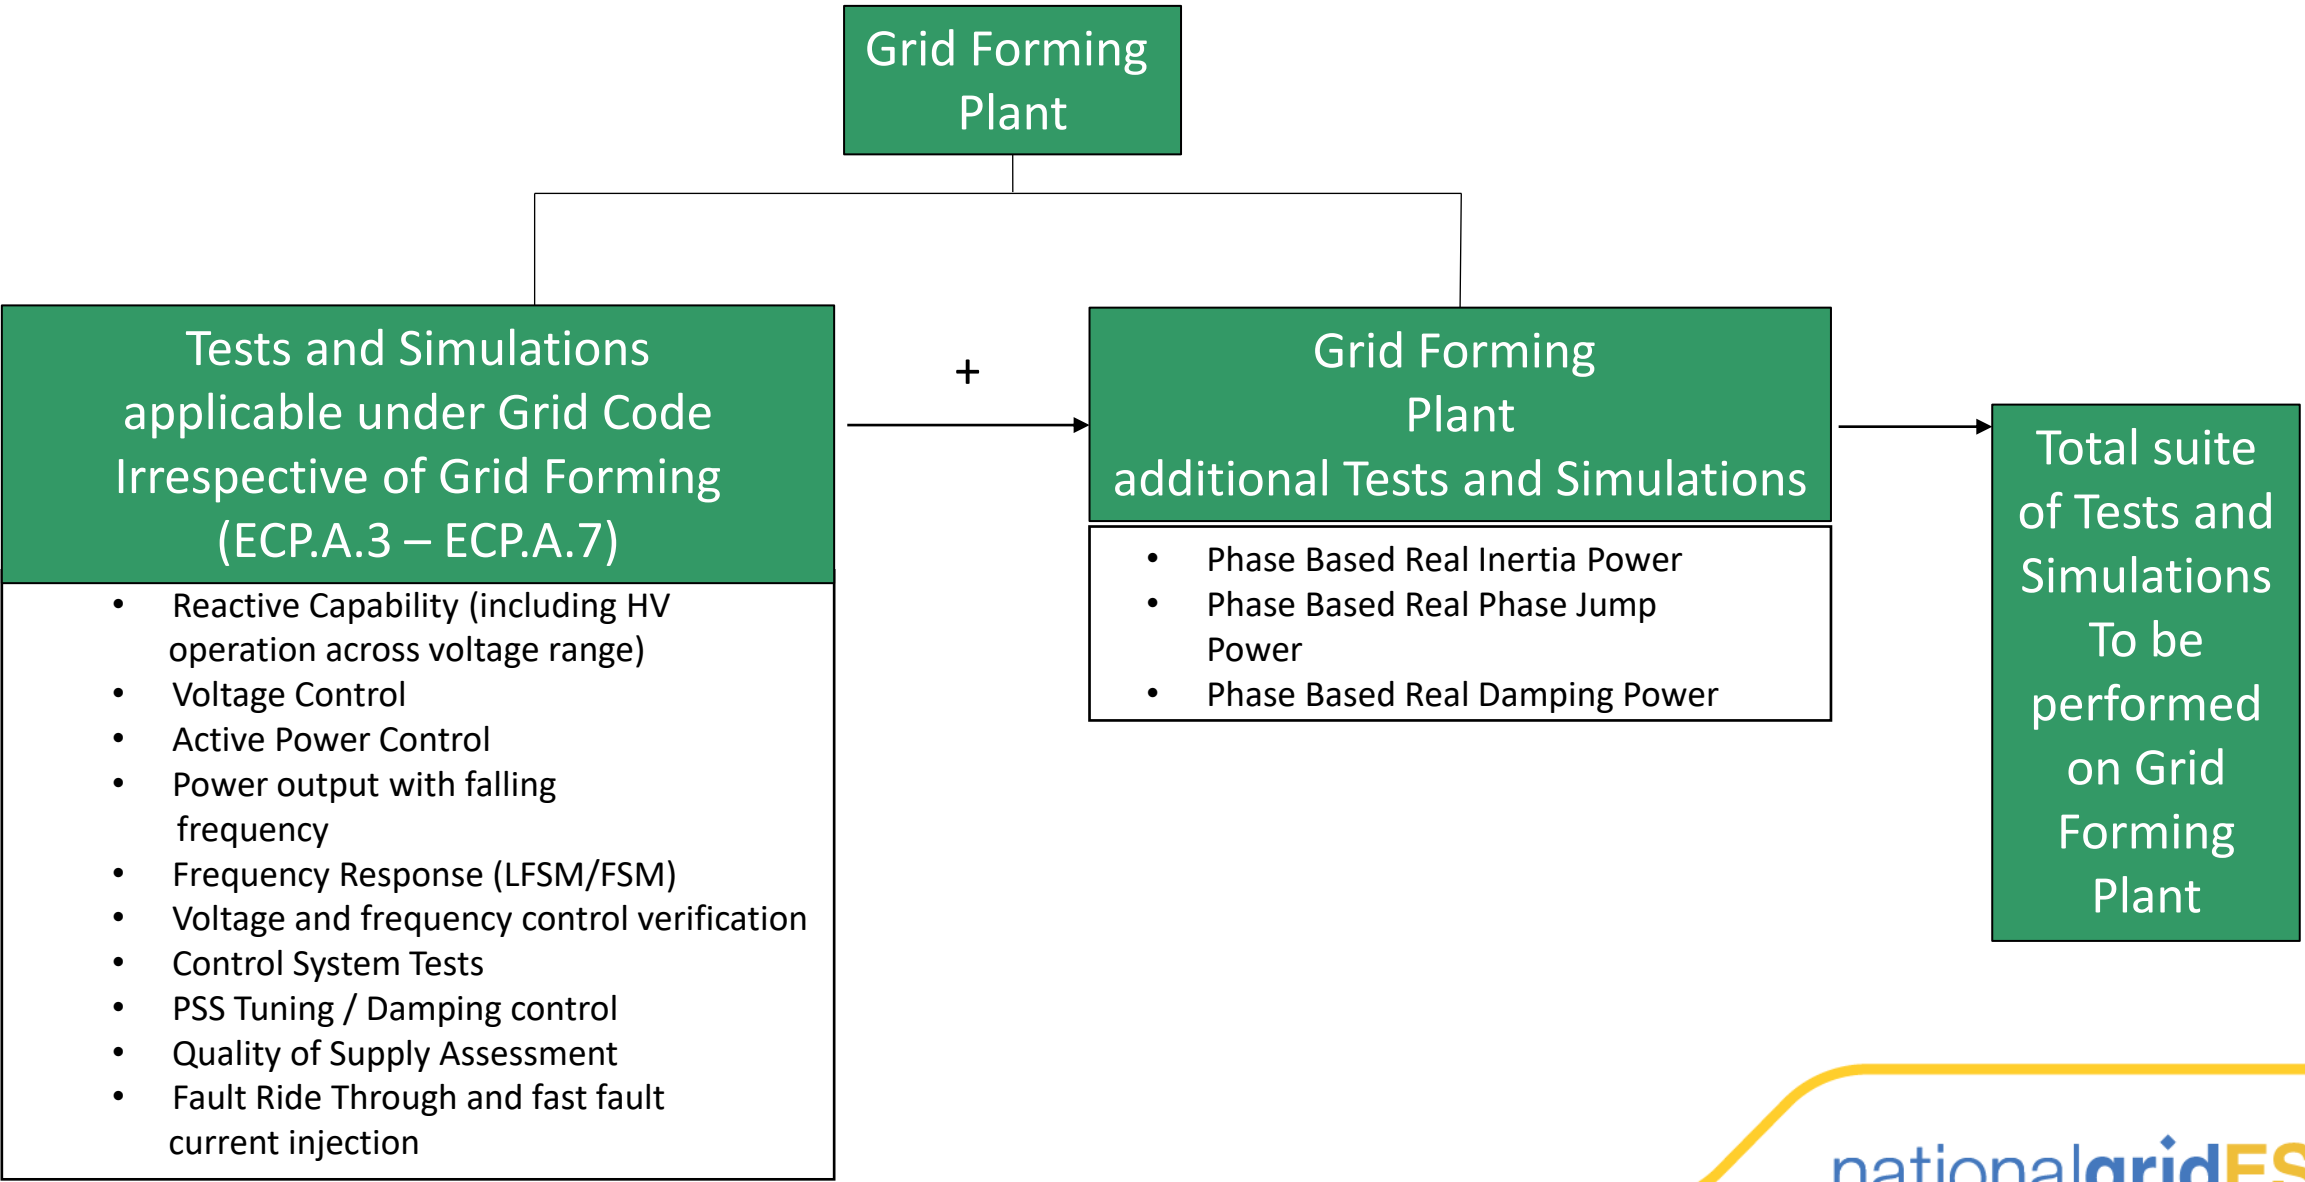 Grid Forming
Plant
Tests and Simulations
applicable under Grid Code
Irrespective of Grid Forming
(ECP.A.3 – ECP.A.7)
• Reactive Capability (including HV
operation across voltage range)
• Voltage Control
• Active Power Control
• Power output with falling
frequency
• Frequency Response (LFSM/FSM)
• Voltage and frequency control verification
• Control System Tests
• PSS Tuning / Damping control
• Quality of Supply Assessment
• Fault Ride Through and fast fault
current injection
+
Grid Forming
Plant
additional Tests and Simulations
• Phase Based Real Inertia Power
• Phase Based Real Phase Jump
Power
• Phase Based Real Damping Power
Total suite
of Tests and
Simulations
To be
performed
on Grid
Forming
Plant
nationalgridES